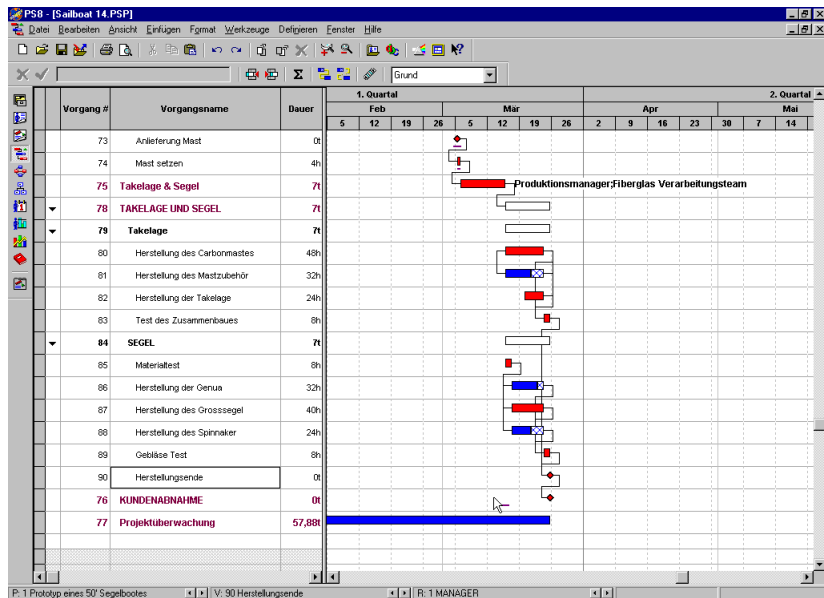 PS8 - [Sailboat 14.PSP]
Datei Bearbeiten Ansicht Einfügen Format Werkzeuge Definieren Fenster Hilfe
Σ Grund
1. Quartal 2. Quartal
Vorgang # Vorgangsname Dauer Feb Mär Apr Mai
5 12 19 26 5 12 19 26 2 9 16 23 30 7 14
73 Anlieferung Mast 0t
74 Mast setzen 4h
75 Takelage & Segel 7t Produktionsmanager;Fiberglas Verarbeitungsteam
78 TAKELAGE UND SEGEL 7t
79 Takelage 7t
80 Herstellung des Carbonmastes 48h
81 Herstellung des Mastzubehör 32h
82 Herstellung der Takelage 24h
83 Test des Zusammenbaues 8h
84 SEGEL 7t
85 Materialtest 8h
86 Herstellung der Genua 32h
87 Herstellung des Grosssegel 40h
88 Herstellung des Spinnaker 24h
89 Gebläse Test 8h
90 Herstellungsende 0t
76 KUNDENABNAHME 0t
77 Projektüberwachung 57,88t
P: 1 Prototyp eines 50' Segelbootes V: 90 Herstellungsende R: 1 MANAGER